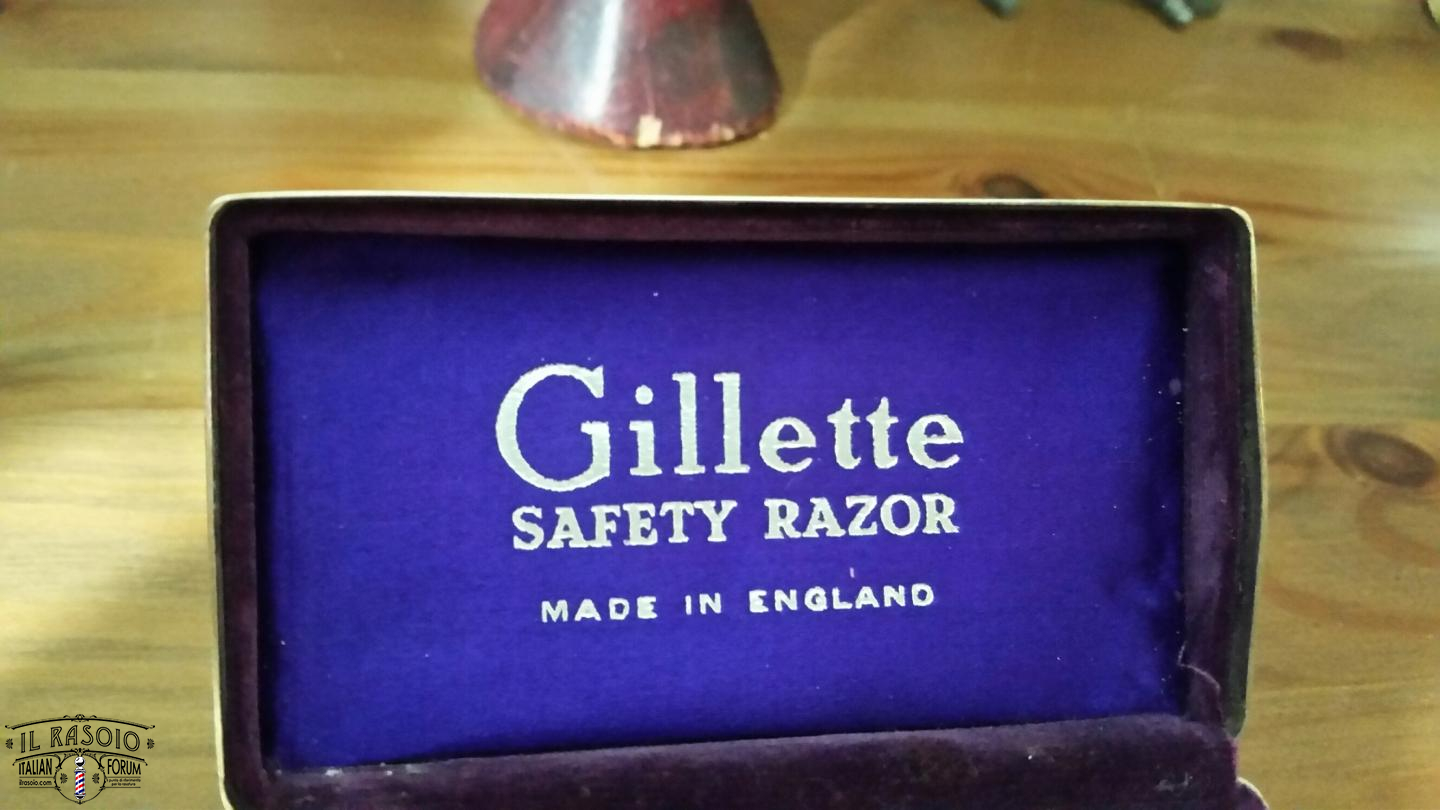 Gillette
SAFETY RAZOR
MADE IN ENGLAND
IL RASOIO
ITALIAN FORUM
ilrasoio.com